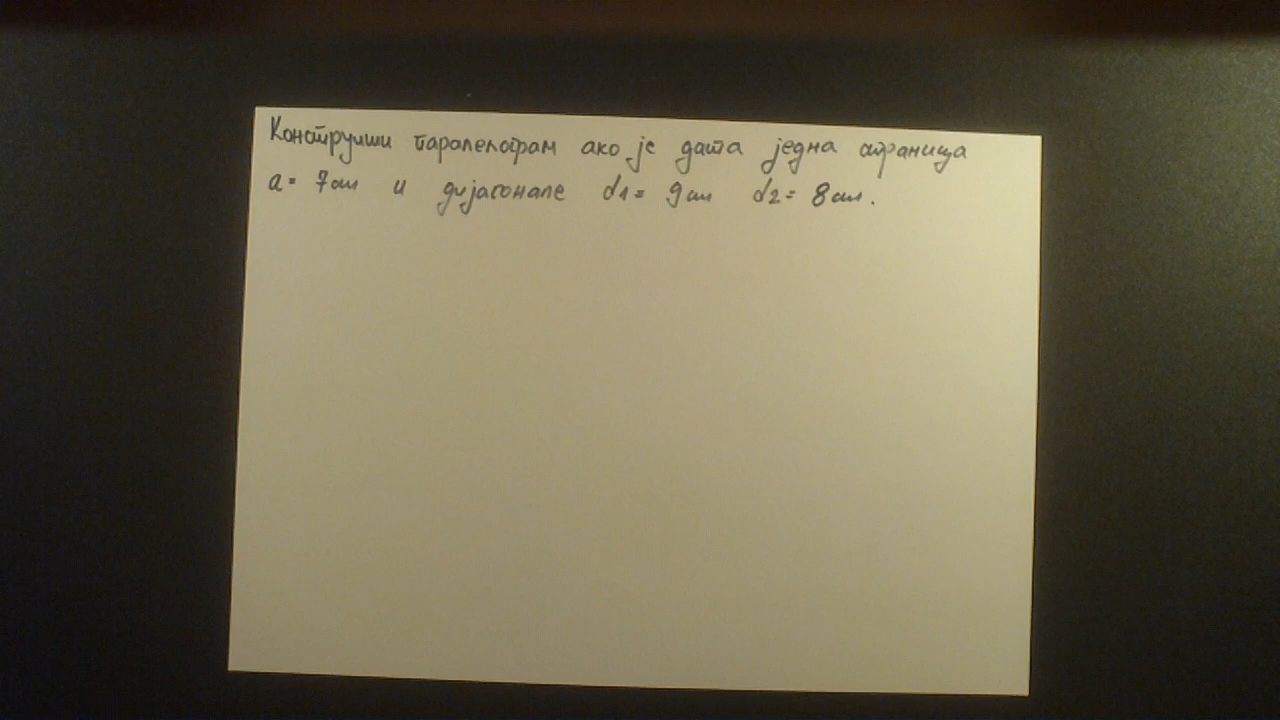 Конструиши паралелограм ако је дата једна страница
a = 7cm и дијагонале d1 = 9cm d2 = 8cm.